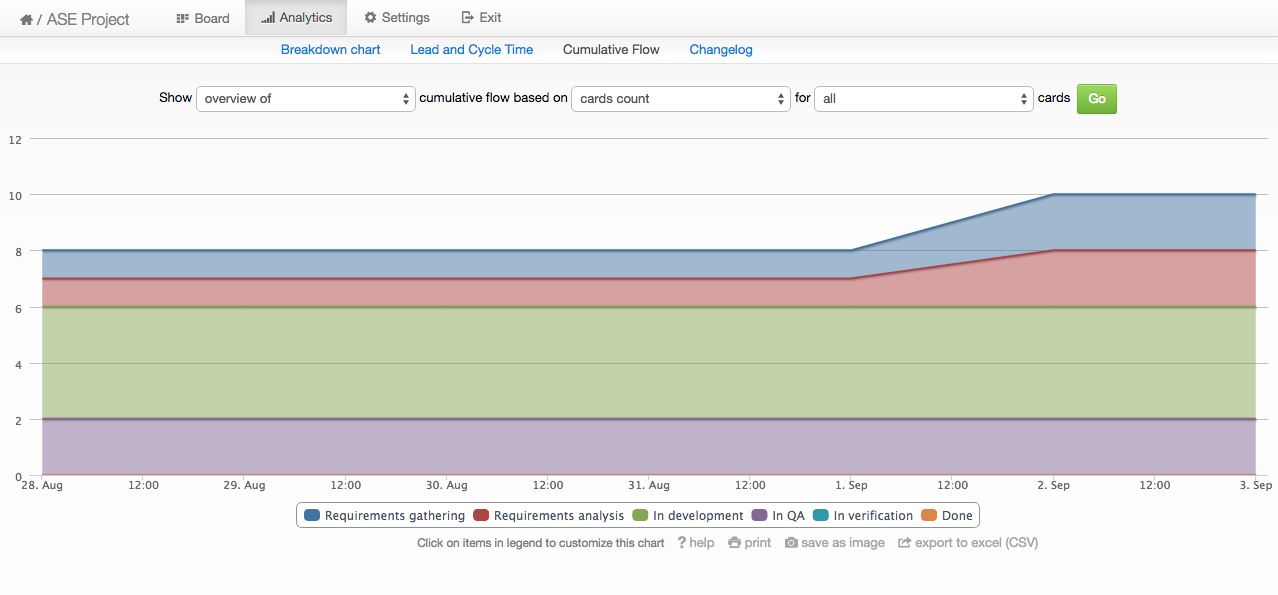 / ASE Project Board Analytics Settings Exit
Breakdown chart Lead and Cycle Time Cumulative Flow Changelog
Show overview of cumulative flow based on cards count for all cards Go
12
10
8
6
4
2
0
28. Aug 12:00 29. Aug 12:00 30. Aug 12:00 31. Aug 12:00 1. Sep 12:00 2. Sep 12:00 3. Sep
Requirements gathering Requirements analysis In development In QA In verification Done
Click on items in legend to customize this chart ? help print save as image export to excel (CSV)